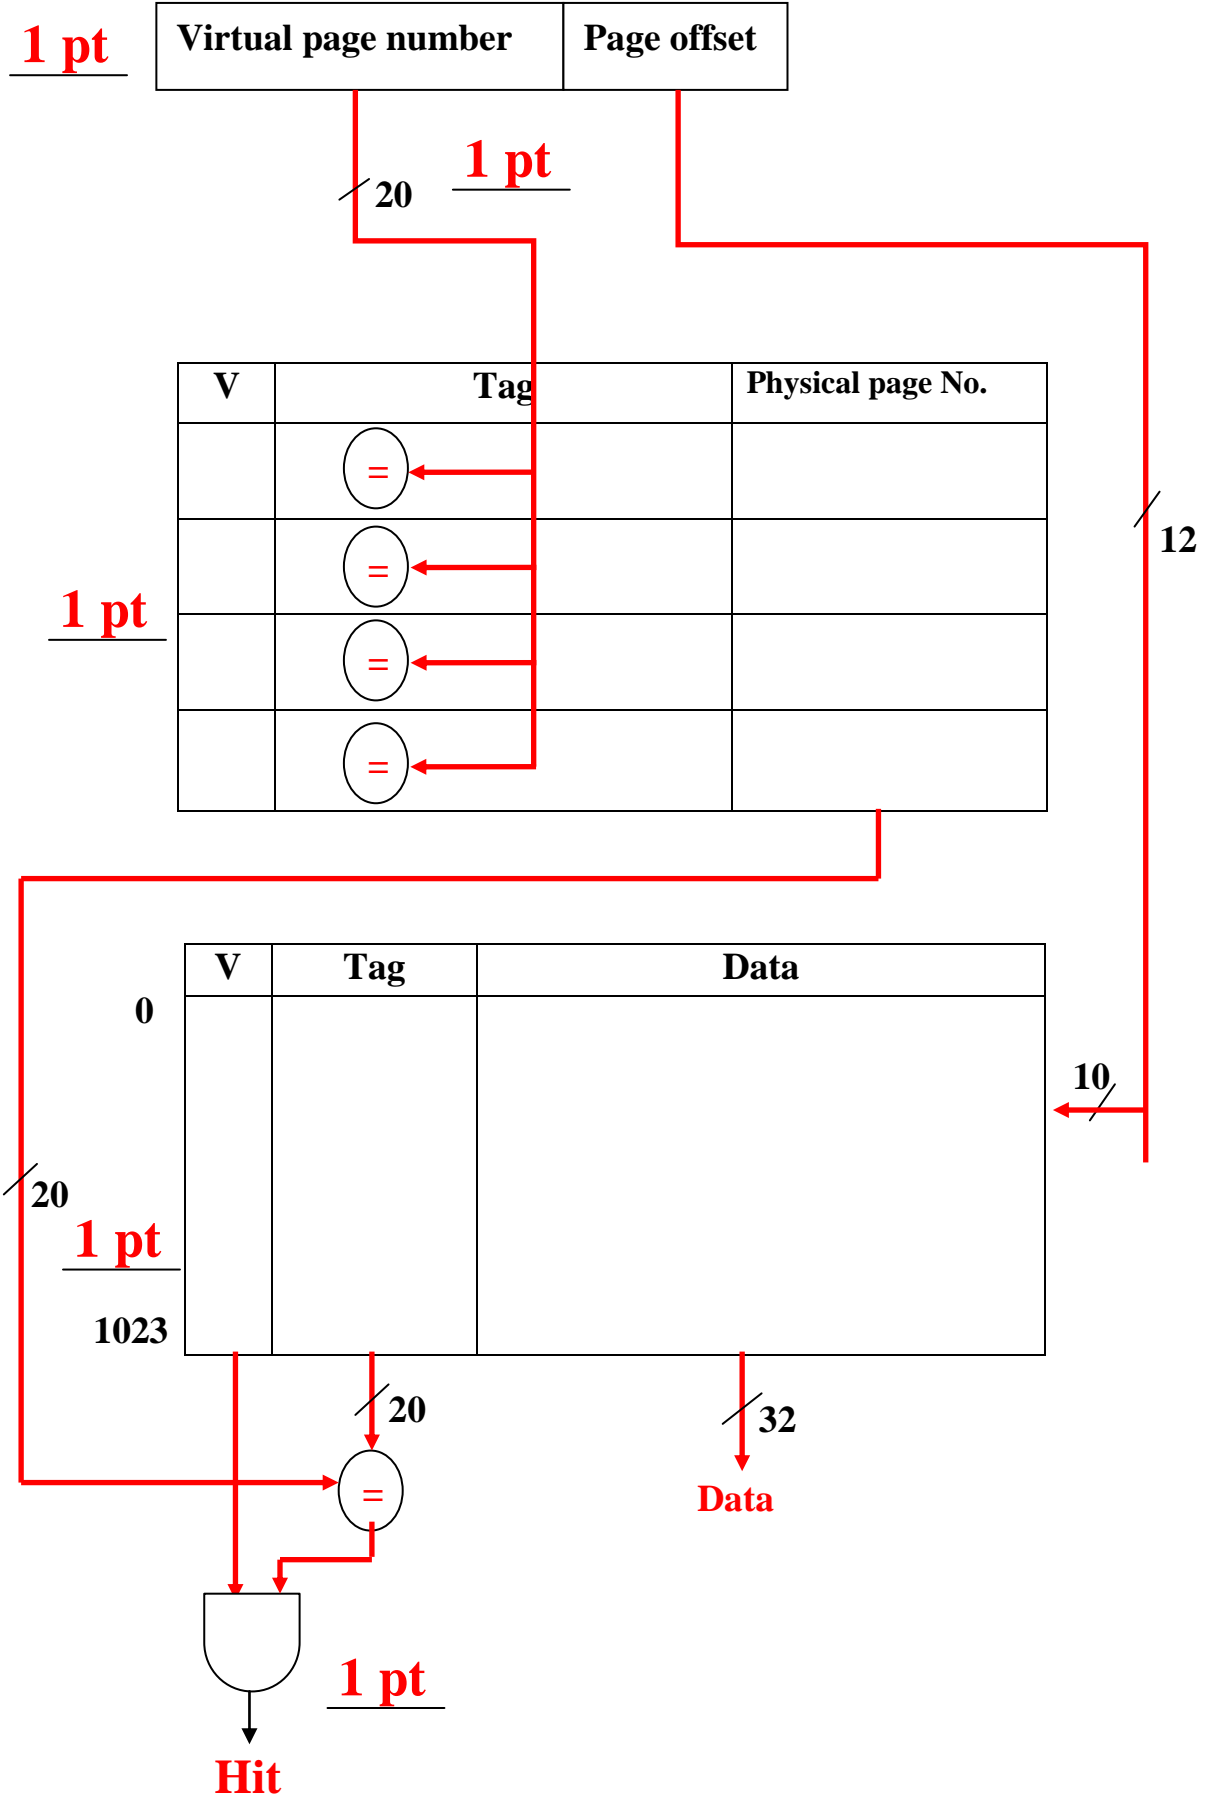 1 pt
Virtual page number Page offset
1 pt
20
V Tag Physical page No.
=
=
12
=
1 pt
=
V Tag Data
0
10
20
1 pt
1023
20
32
=
Data
1 pt
Hit